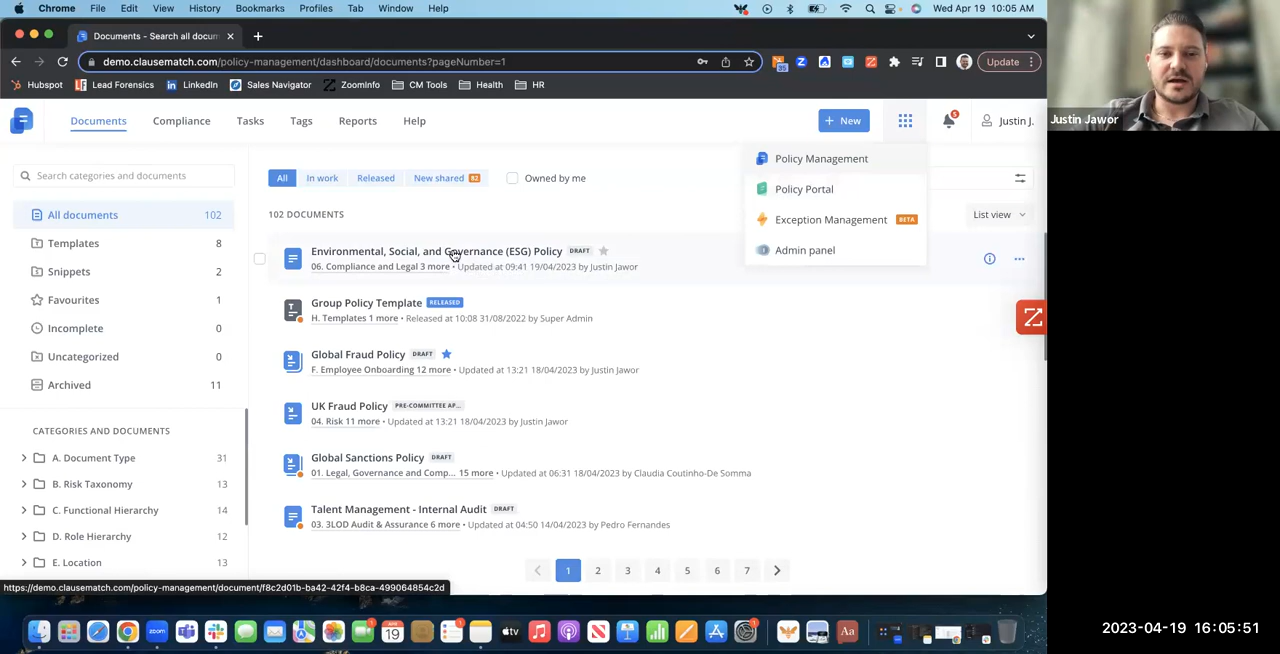 Chrome File Edit View History Bookmarks Profiles Tab Window Help Wed Apr 19 10:05 AM
Documents - Search all docum
demo.clausematch.com/policy-management/dashboard/documents?pageNumber=1 Update
Hubspot Lead Forensics LinkedIn Sales Navigator ZoomInfo CM Tools Health HR
Justin Jawor
Documents Compliance Tasks Tags Reports Help + New 5 Justin J.
Policy Management
Policy Portal
Exception Management BETA
Admin panel
Search categories and documents
All documents 102
Templates 8
Snippets 2
Favourites 1
Incomplete 0
Uncategorized 0
Archived 11
CATEGORIES AND DOCUMENTS
A. Document Type 31
B. Risk Taxonomy 13
C. Functional Hierarchy 14
D. Role Hierarchy 12
E. Location 13
All In work Released New shared 82 Owned by me
102 DOCUMENTS List view
Environmental, Social, and Governance (ESG) Policy DRAFT
06. Compliance and Legal 3 more • Updated at 09:41 19/04/2023 by Justin Jawor
Group Policy Template RELEASED
H. Templates 1 more • Released at 10:08 31/08/2022 by Super Admin
Global Fraud Policy DRAFT
F. Employee Onboarding 12 more • Updated at 13:21 18/04/2023 by Justin Jawor
UK Fraud Policy PRE-COMMITTEE AP...
04. Risk 11 more • Updated at 13:21 18/04/2023 by Justin Jawor
Global Sanctions Policy DRAFT
01. Legal, Governance and Comp... 15 more • Updated at 06:31 18/04/2023 by Claudia Coutinho-De Somma
Talent Management - Internal Audit DRAFT
03. 3LOD Audit & Assurance 6 more • Updated at 04:50 14/04/2023 by Pedro Fernandes
1 2 3 4 5 6 7
https://demo.clausematch.com/policy-management/document/f8c2d01b-ba42-42f4-b8ca-499064854c2d
2023-04-19 16:05:51